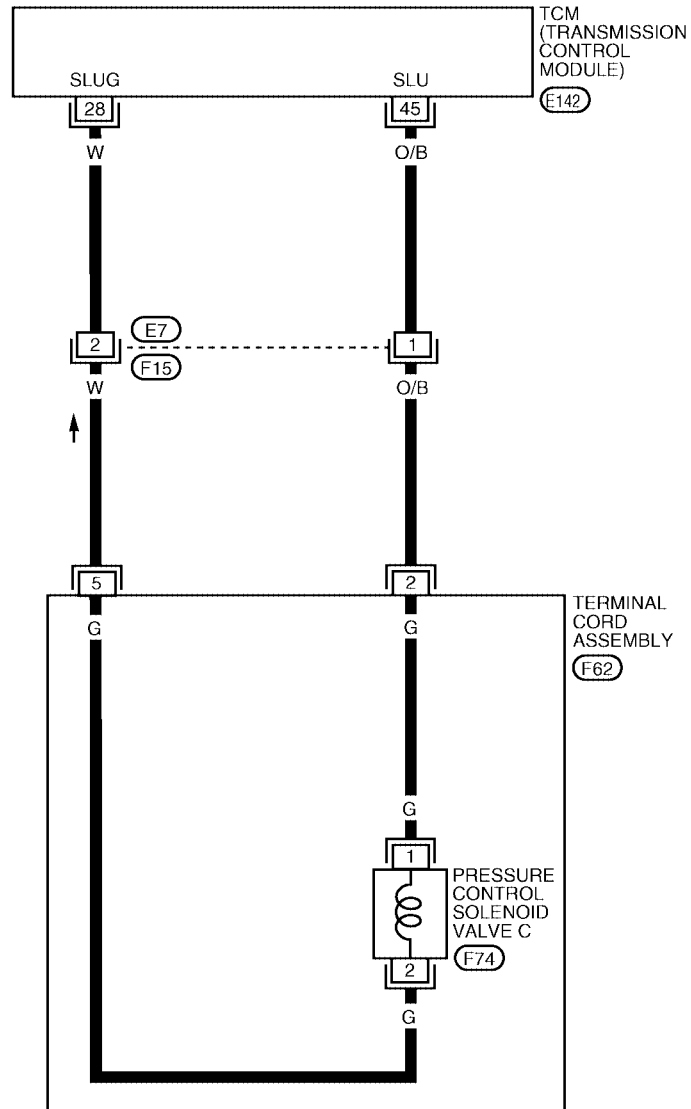 TCM
(TRANSMISSION
CONTROL
MODULE)
SLUG SLU
E142
28 45
W O/B
E7
2 1
F15
W O/B
5 2
TERMINAL
CORD
ASSEMBLY
G G
F62
G
1
PRESSURE
CONTROL
SOLENOID
VALVE C
F74
2
G